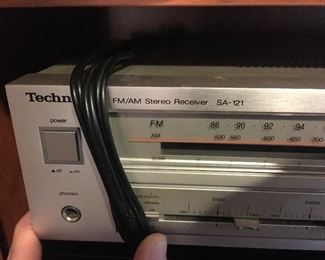 Techn
FM/AM Stereo Receiver SA-121
power
FM 88 90 92 94
AM 530 550 600 650 700
off on
phones
bass treble